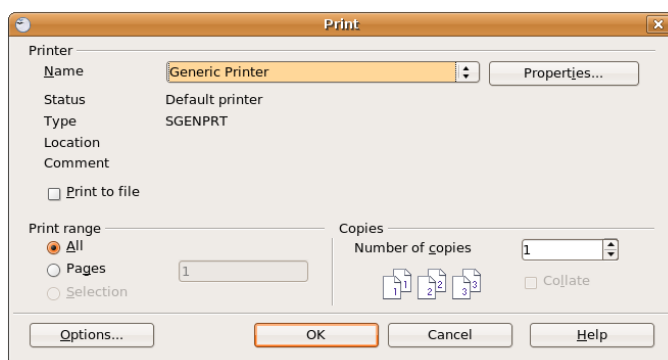 Print
Printer
Name Generic Printer Properties...
Status Default printer
Type SGENPRT
Location
Comment
Print to file
Print range
All
Pages 1
Selection
Copies
Number of copies 1
1 1 2 2 3 3
Collate
Options... OK Cancel Help